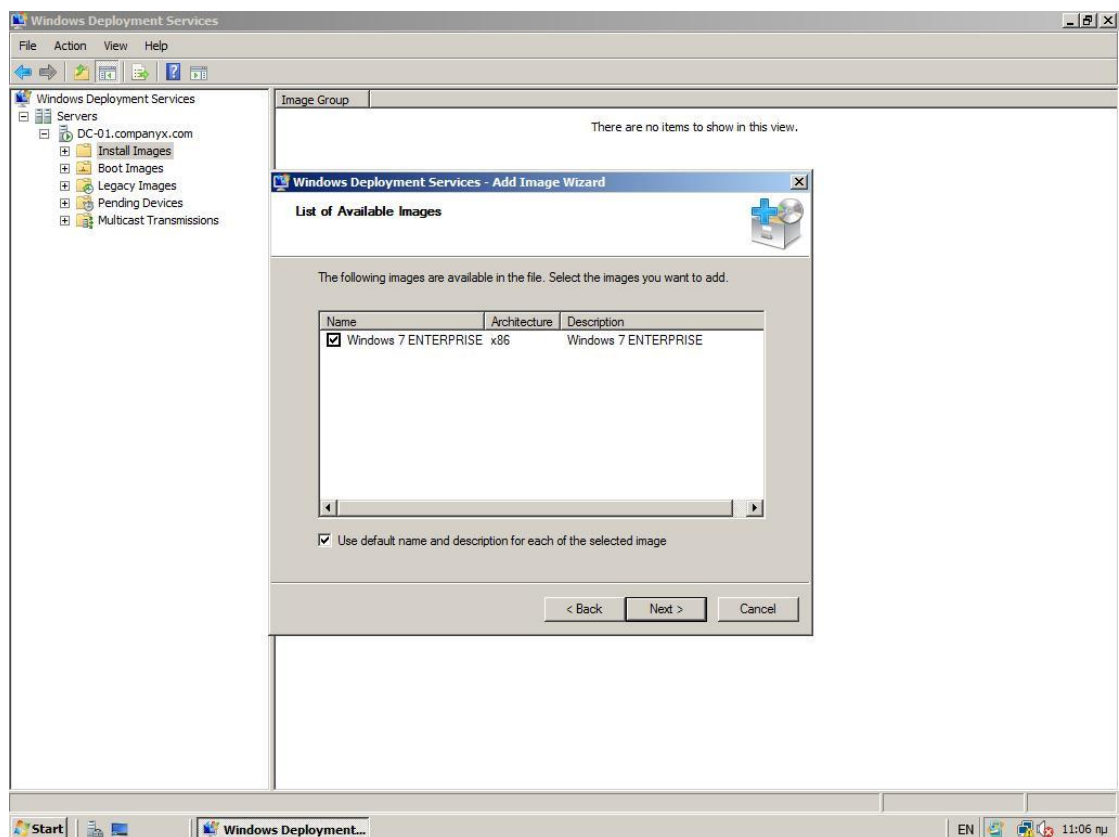 Windows Deployment Services
File Action View Help
Windows Deployment Services
Servers
DC-01.companyx.com
Install Images
Boot Images
Legacy Images
Pending Devices
Multicast Transmissions
Image Group
There are no items to show in this view.
Windows Deployment Services - Add Image Wizard
List of Available Images
The following images are available in the file. Select the images you want to add.
Name Architecture Description
Windows 7 ENTERPRISE x86 Windows 7 ENTERPRISE
Use default name and description for each of the selected image
< Back Next > Cancel
Start Windows Deployment... EN 11:06 πμ